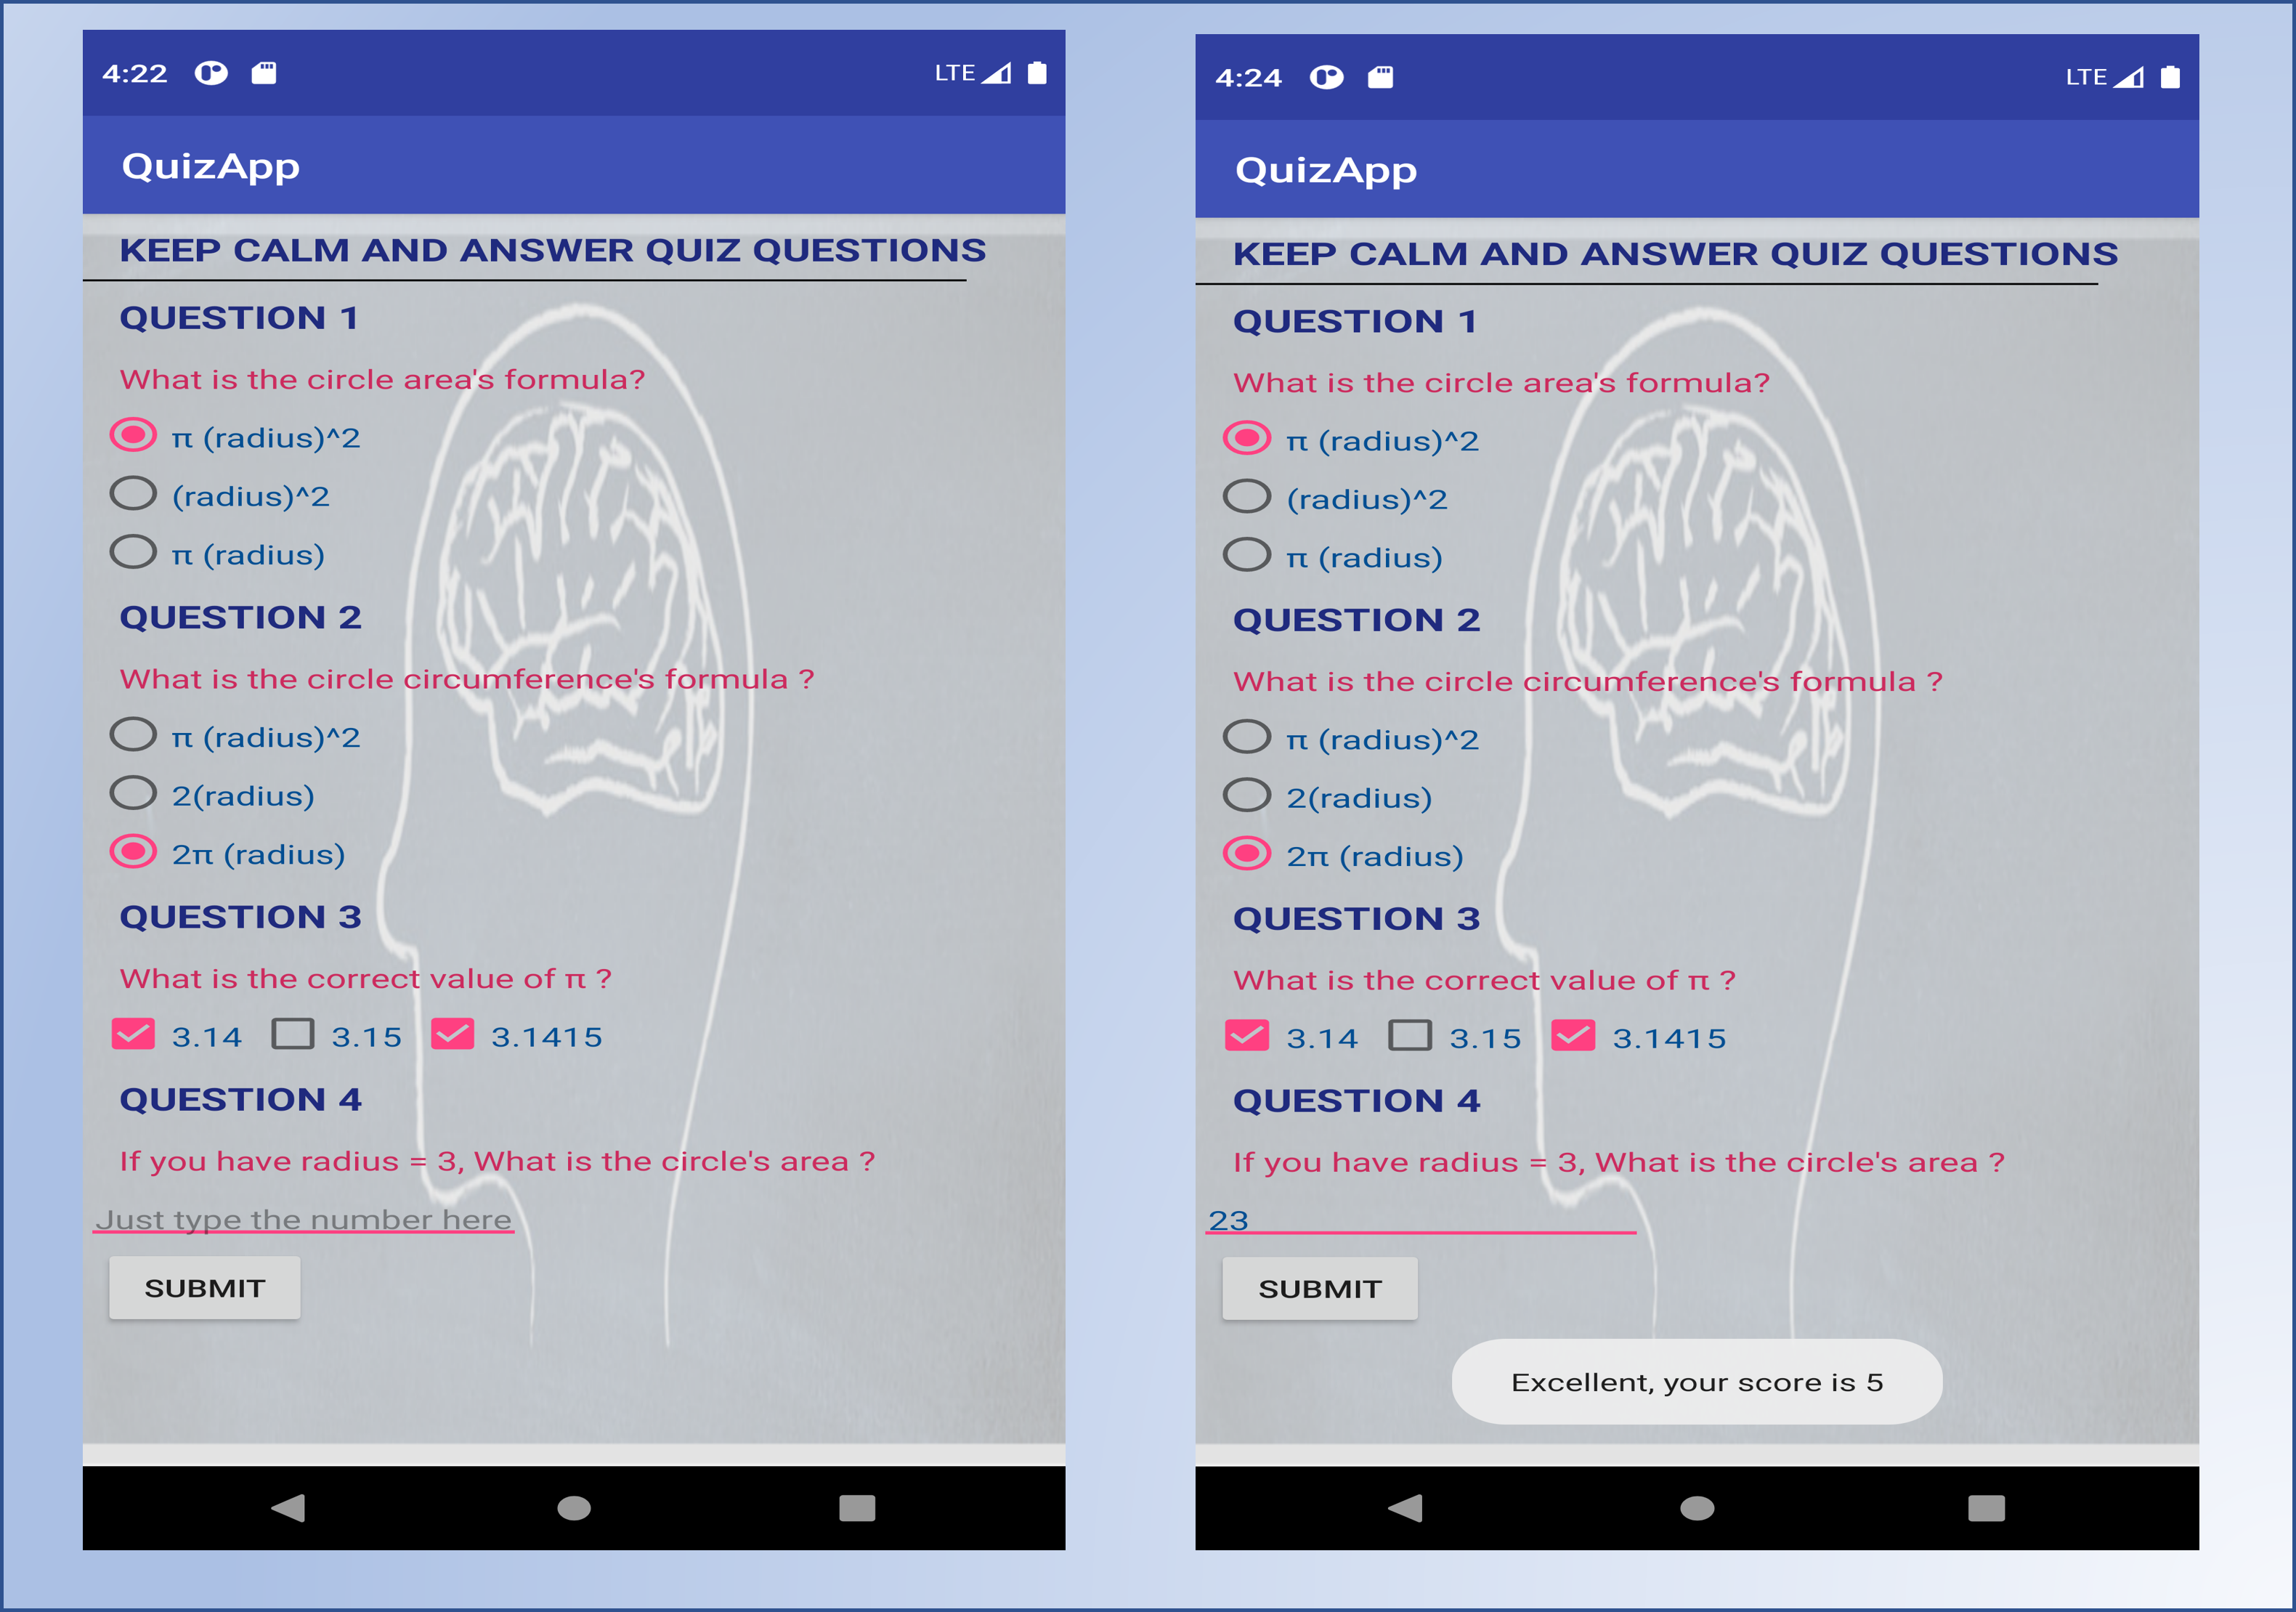 4:22 LTE
QuizApp
KEEP CALM AND ANSWER QUIZ QUESTIONS
QUESTION 1
What is the circle area's formula?
π (radius)^2
(radius)^2
π (radius)
QUESTION 2
What is the circle circumference's formula ?
π (radius)^2
2(radius)
2π (radius)
QUESTION 3
What is the correct value of π ?
3.14 3.15 3.1415
QUESTION 4
If you have radius = 3, What is the circle's area ?
Just type the number here
SUBMIT
4:24 LTE
QuizApp
KEEP CALM AND ANSWER QUIZ QUESTIONS
QUESTION 1
What is the circle area's formula?
π (radius)^2
(radius)^2
π (radius)
QUESTION 2
What is the circle circumference's formula ?
π (radius)^2
2(radius)
2π (radius)
QUESTION 3
What is the correct value of π ?
3.14 3.15 3.1415
QUESTION 4
If you have radius = 3, What is the circle's area ?
23
SUBMIT
Excellent, your score is 5